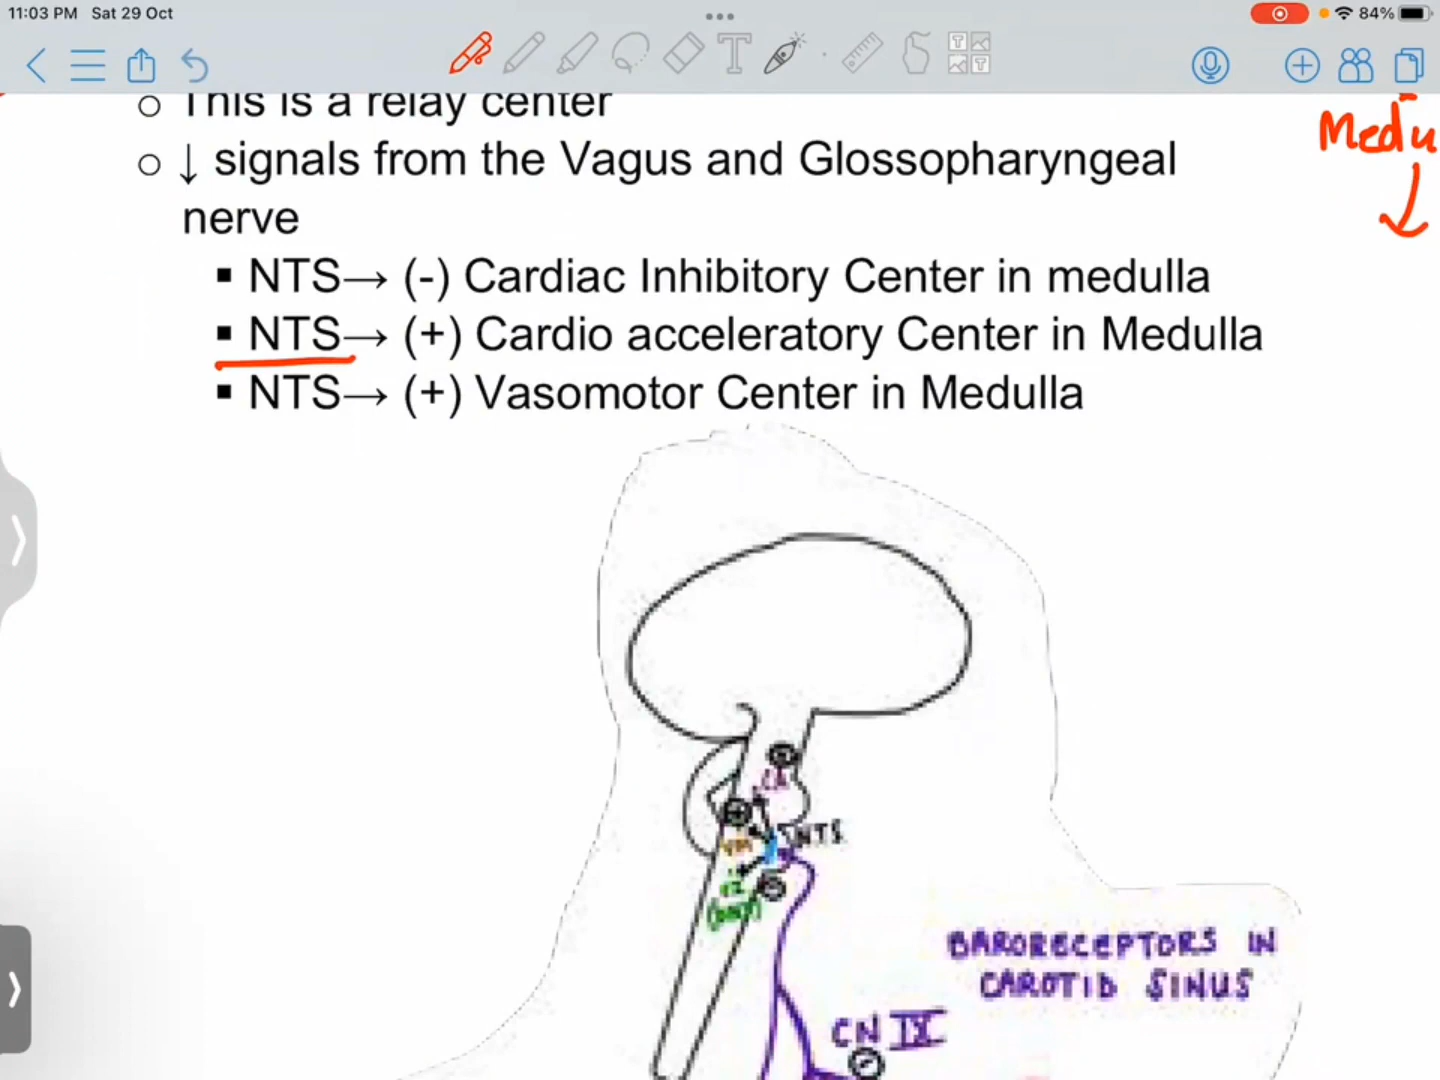 11:03 PM Sat 29 Oct
84%
This is a relay center
Medu
↓ signals from the Vagus and Glossopharyngeal
nerve
NTS→ (-) Cardiac Inhibitory Center in medulla
NTS→ (+) Cardio acceleratory Center in Medulla
NTS→ (+) Vasomotor Center in Medulla
CA
NTS
VM
BARORECEPTORS IN
CAROTID SINUS
CN IX